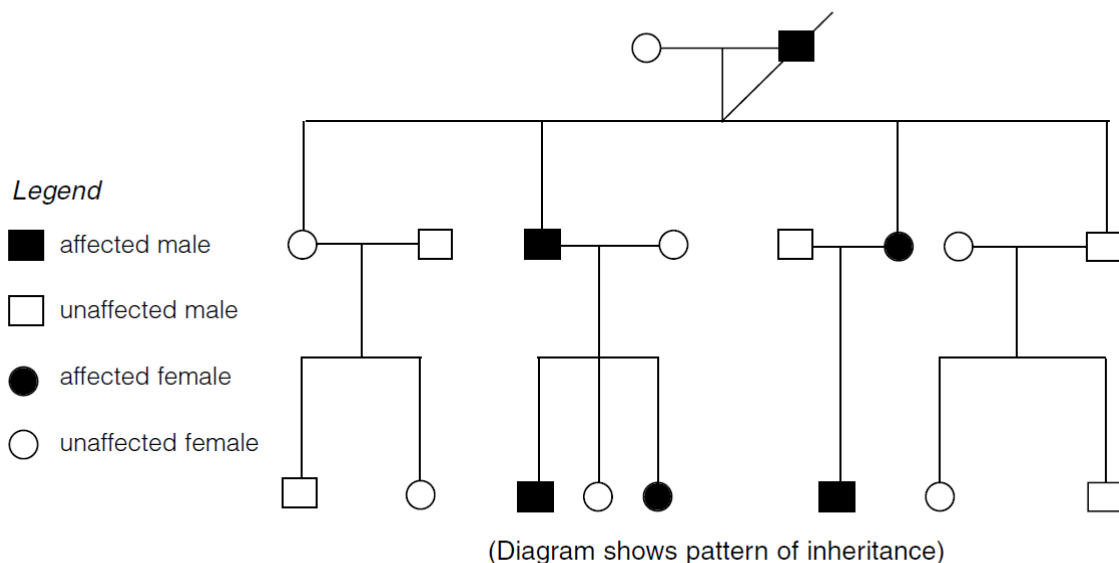 Legend
affected male
unaffected male
affected female
unaffected female
(Diagram shows pattern of inheritance)